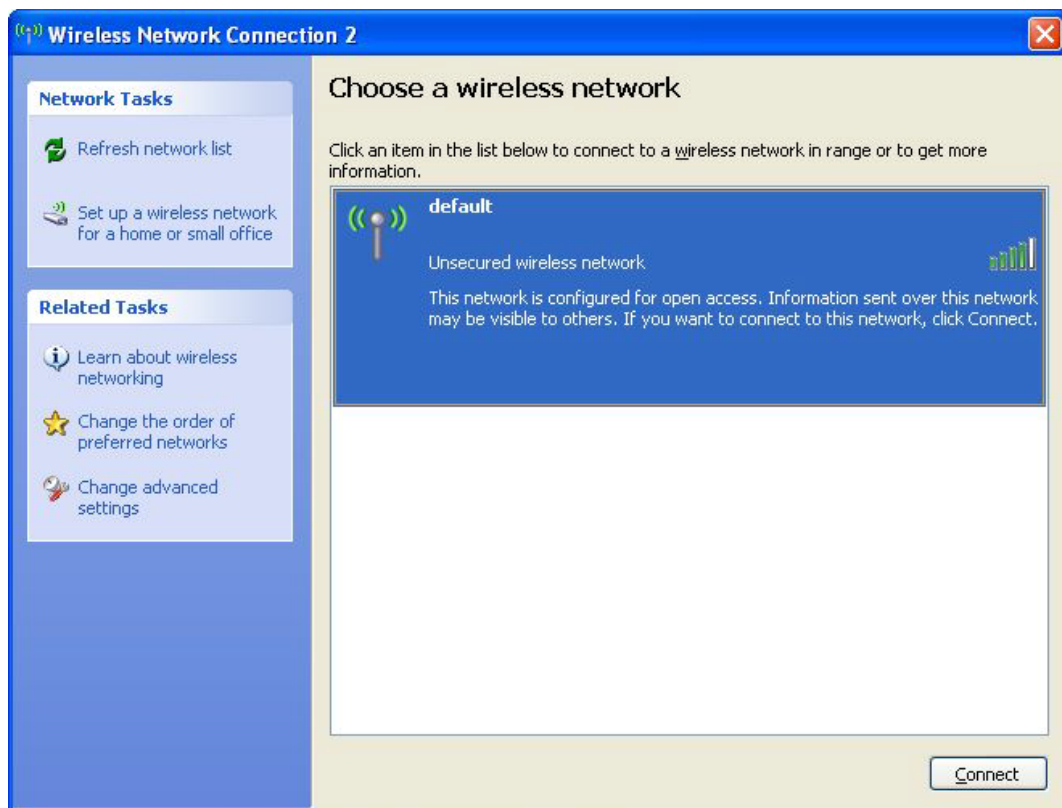 Wireless Network Connection 2
Network Tasks
Refresh network list
Set up a wireless network
for a home or small office
Related Tasks
Learn about wireless
networking
Change the order of
preferred networks
Change advanced
settings
Choose a wireless network
Click an item in the list below to connect to a wireless network in range or to get more
information.
default
Unsecured wireless network
This network is configured for open access. Information sent over this network
may be visible to others. If you want to connect to this network, click Connect.
Connect